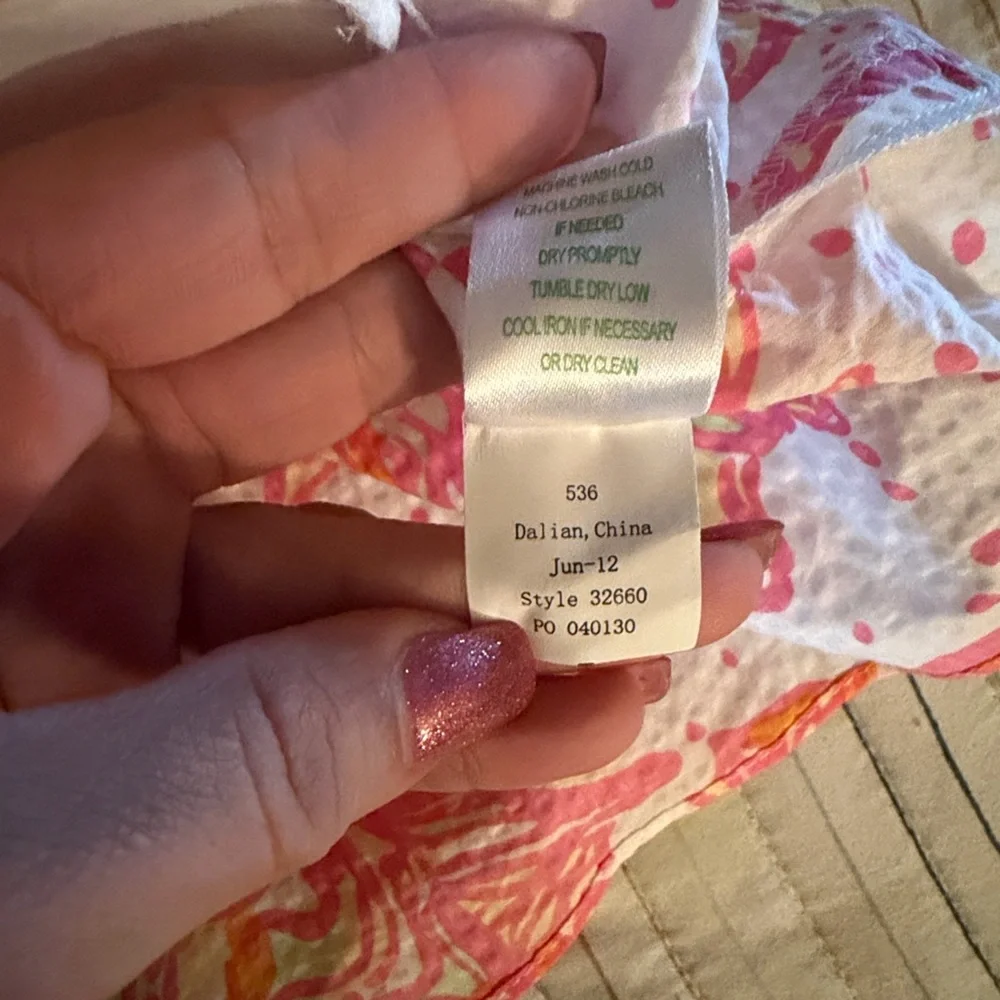 MACHINE WASH COLD
NON-CHLORINE BLEACH
IF NEEDED
DRY PROMPTLY
TUMBLE DRY LOW
COOL IRON IF NECESSARY
OR DRY CLEAN
536
Dalian, China
Jun-12
Style 32660
PO 040130